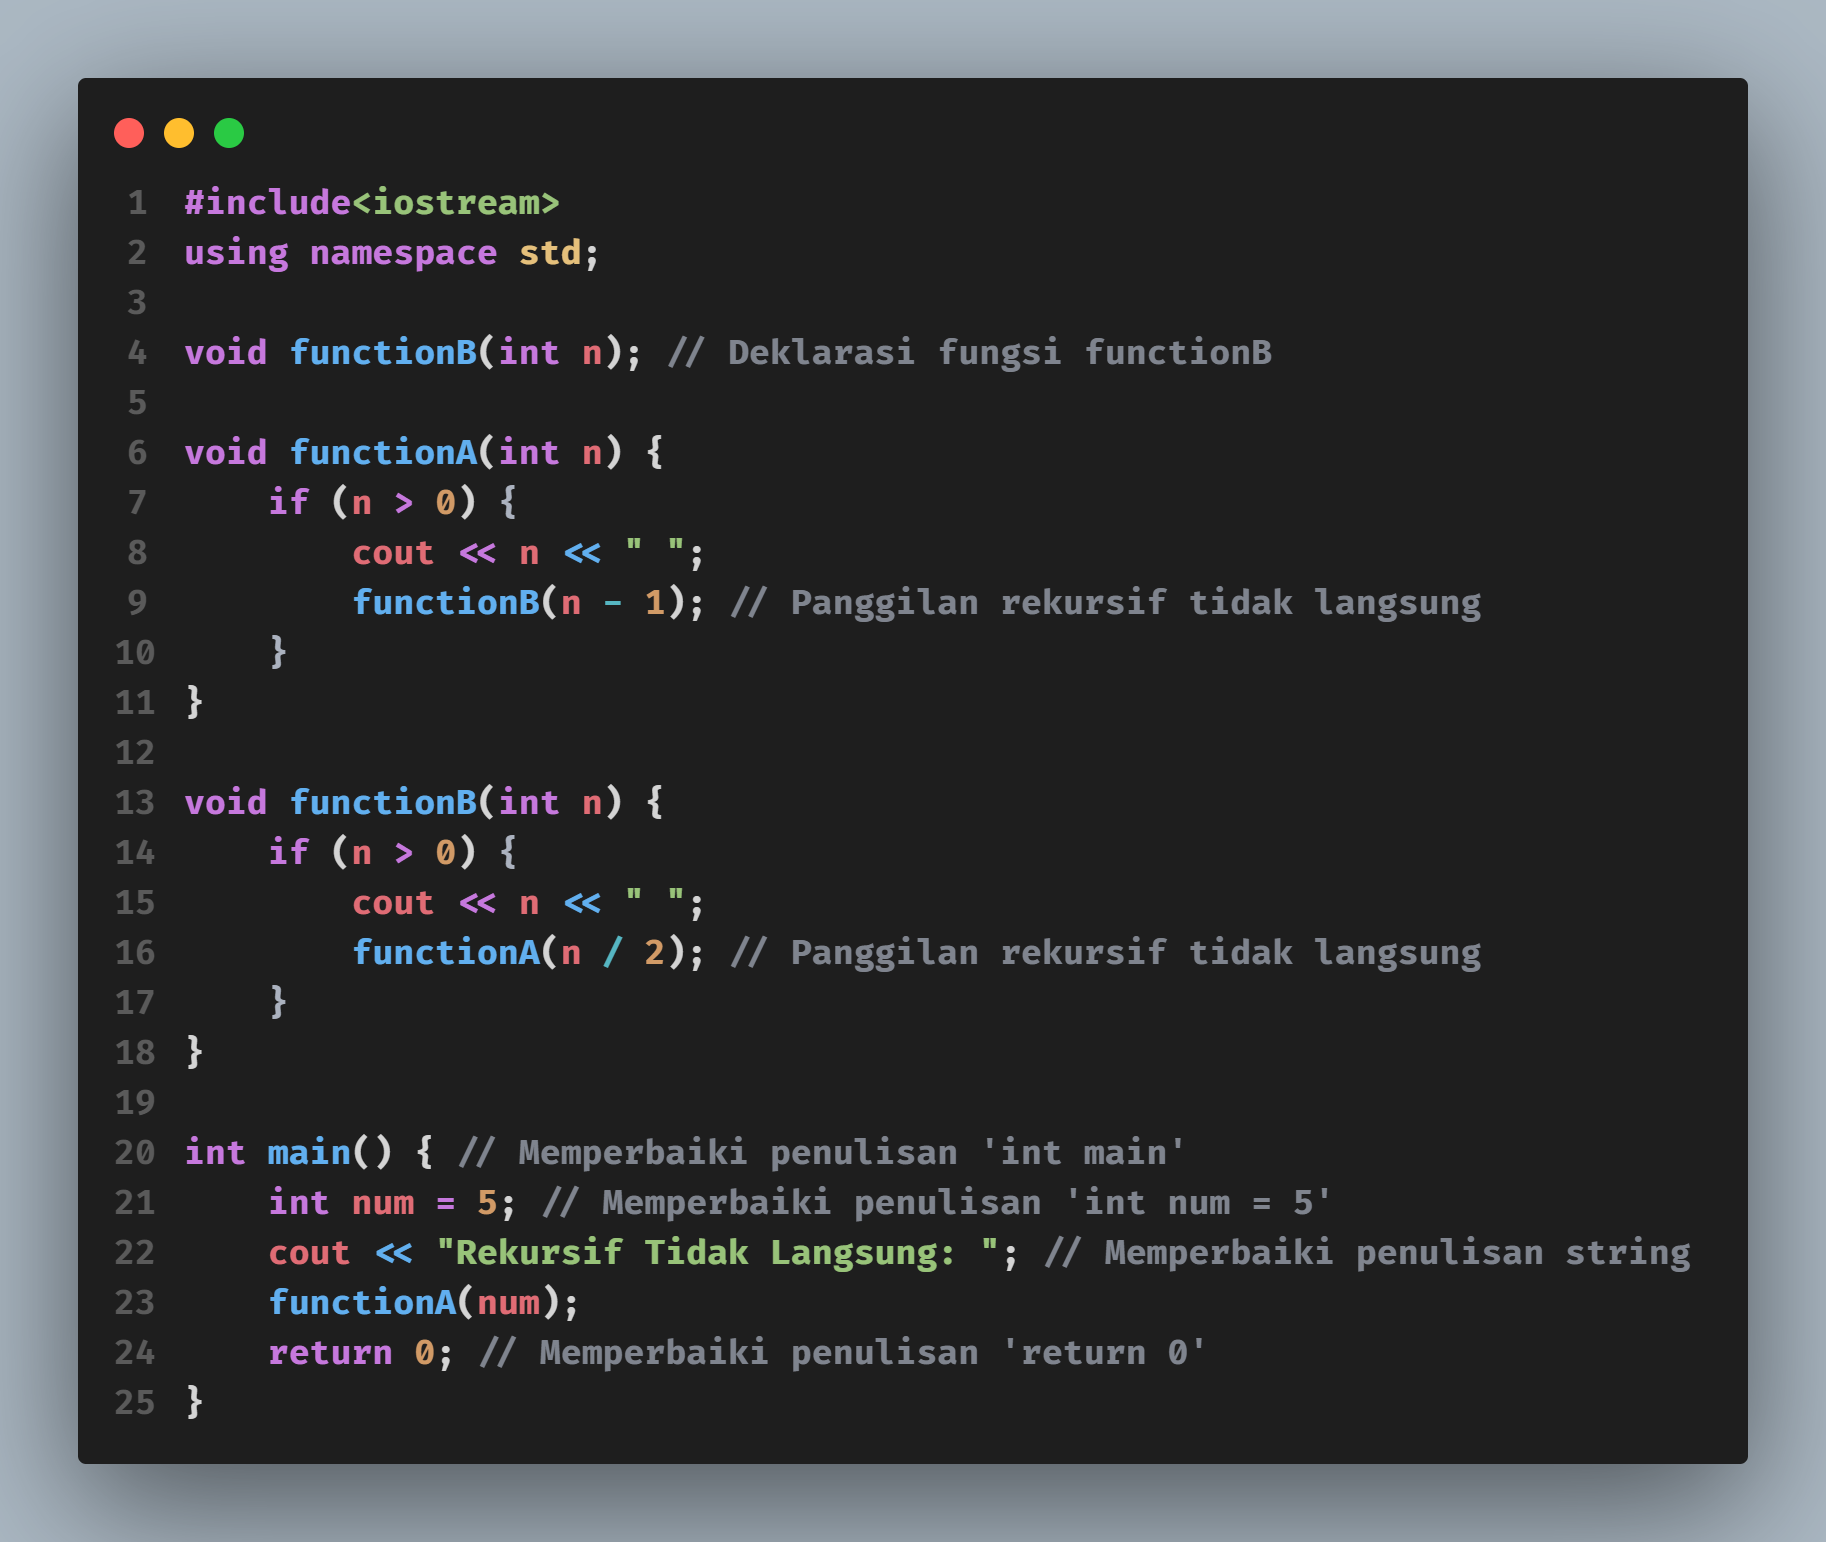 1 #include<iostream>
2 using namespace std;
3
4 void functionB(int n); // Deklarasi fungsi functionB
5
6 void functionA(int n) {
7     if (n > 0) {
8         cout << n << " ";
9         functionB(n - 1); // Panggilan rekursif tidak langsung
10     }
11 }
12
13 void functionB(int n) {
14     if (n > 0) {
15         cout << n << " ";
16         functionA(n / 2); // Panggilan rekursif tidak langsung
17     }
18 }
19
20 int main() { // Memperbaiki penulisan 'int main'
21     int num = 5; // Memperbaiki penulisan 'int num = 5'
22     cout << "Rekursif Tidak Langsung: "; // Memperbaiki penulisan string
23     functionA(num);
24     return 0; // Memperbaiki penulisan 'return 0'
25 }